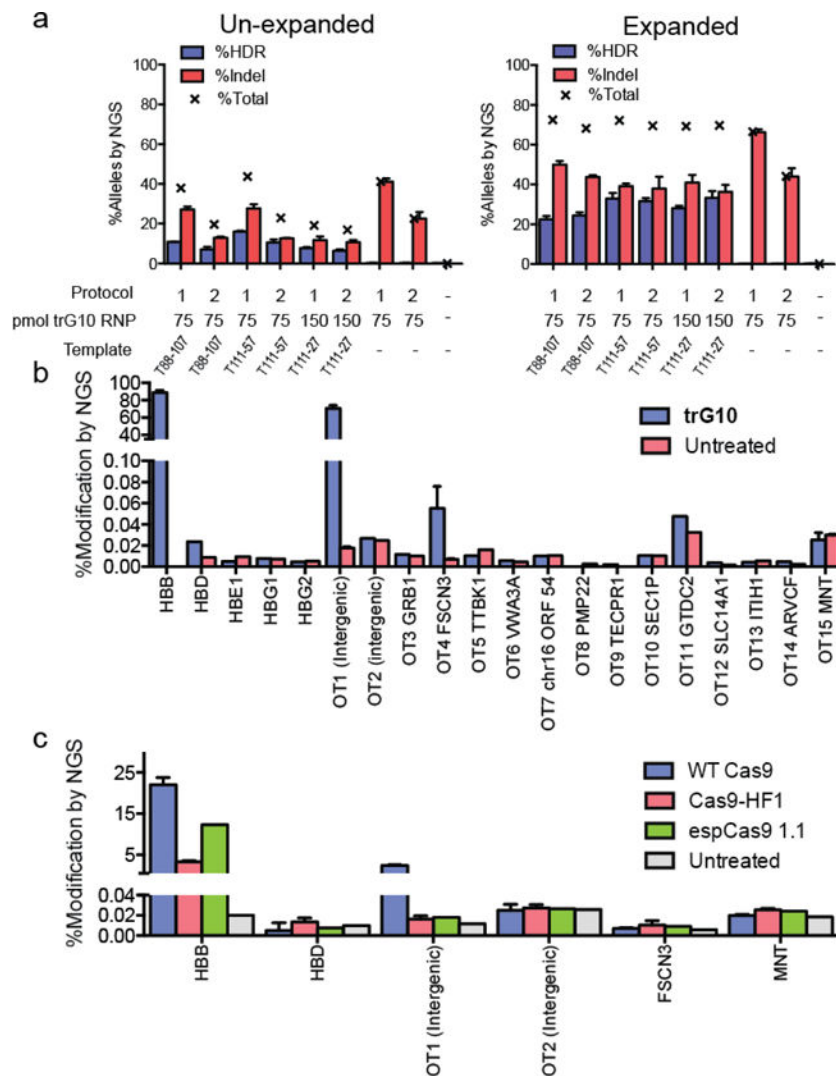 a
Un-expanded
%HDR
%Indel
%Total
%Alleles by NGS
100
80
60
40
20
0
Expanded
%HDR
%Indel
%Total
%Alleles by NGS
100
80
60
40
20
0
Protocol 1 2 1 2 1 2 1 2 - 1 2 1 2 1 2 1 2 -
pmol trG10 RNP 75 75 75 75 150 150 75 75 - 75 75 75 75 150 150 75 75 -
Template T88-107 T88-107 T111-57 T111-57 T111-27 T111-27 - - - T88-107 T88-107 T111-57 T111-57 T111-27 T111-27 - - -
b
%Modification by NGS
100
80
60
40
0.10
0.08
0.06
0.04
0.02
0.00
trG10
Untreated
HBB
HBD
HBE1
HBG1
HBG2
OT1 (Intergenic)
OT2 (intergenic)
OT3 GRB1
OT4 FSCN3
OT5 TTBK1
OT6 VWA3A
OT7 chr16 ORF 54
OT8 PMP22
OT9 TECPR1
OT10 SEC1P
OT11 GTDC2
OT12 SLC14A1
OT13 ITIH1
OT14 ARVCF
OT15 MNT
c
%Modification by NGS
25
15
5
0.04
0.02
0.00
WT Cas9
Cas9-HF1
espCas9 1.1
Untreated
HBB
HBD
OT1 (Intergenic)
OT2 (Intergenic)
FSCN3
MNT